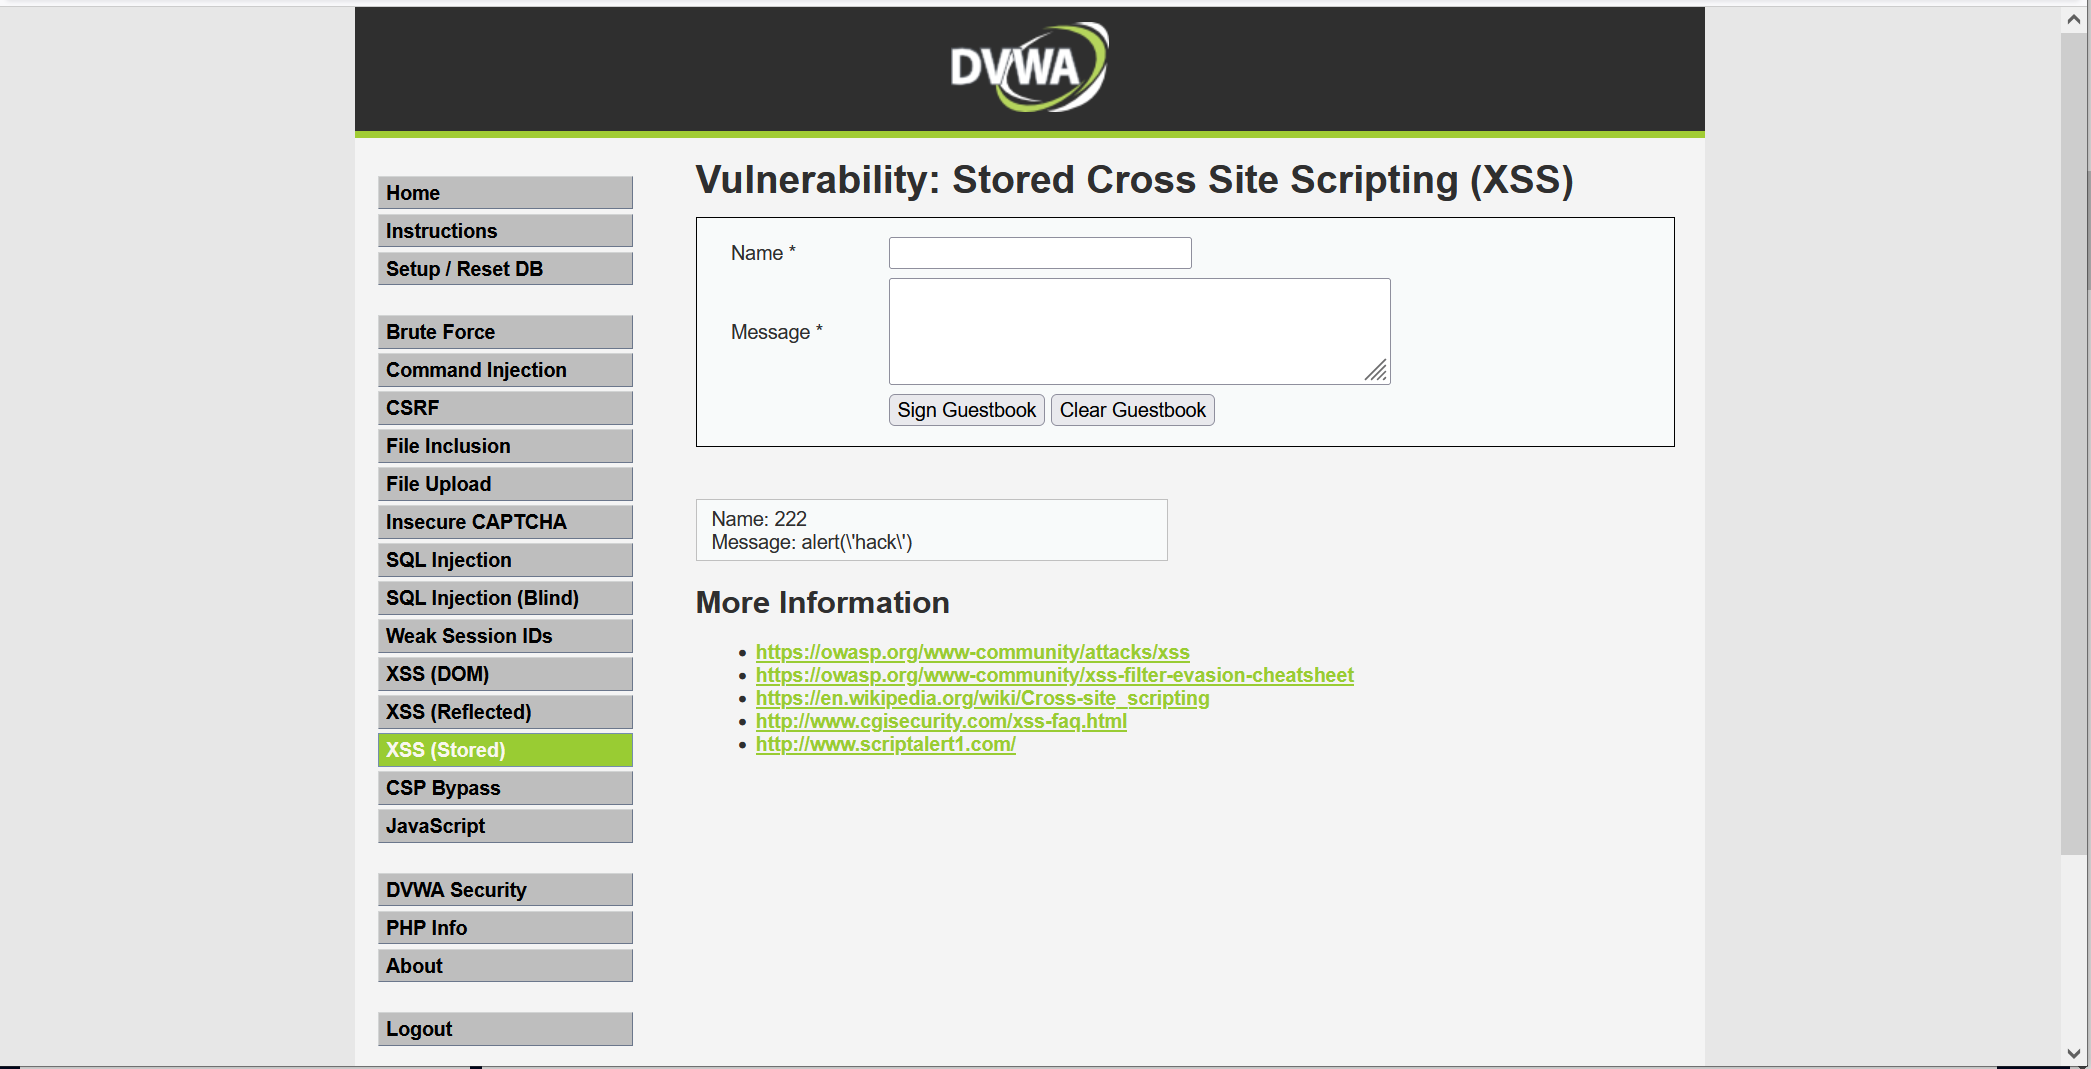 DVWA
Home
Instructions
Setup / Reset DB
Brute Force
Command Injection
CSRF
File Inclusion
File Upload
Insecure CAPTCHA
SQL Injection
SQL Injection (Blind)
Weak Session IDs
XSS (DOM)
XSS (Reflected)
XSS (Stored)
CSP Bypass
JavaScript
DVWA Security
PHP Info
About
Logout
Vulnerability: Stored Cross Site Scripting (XSS)
Name *
Message *
Sign Guestbook Clear Guestbook
Name: 222
Message: alert(\'hack\')
More Information
https://owasp.org/www-community/attacks/xss
https://owasp.org/www-community/xss-filter-evasion-cheatsheet
https://en.wikipedia.org/wiki/Cross-site_scripting
http://www.cgisecurity.com/xss-faq.html
http://www.scriptalert1.com/